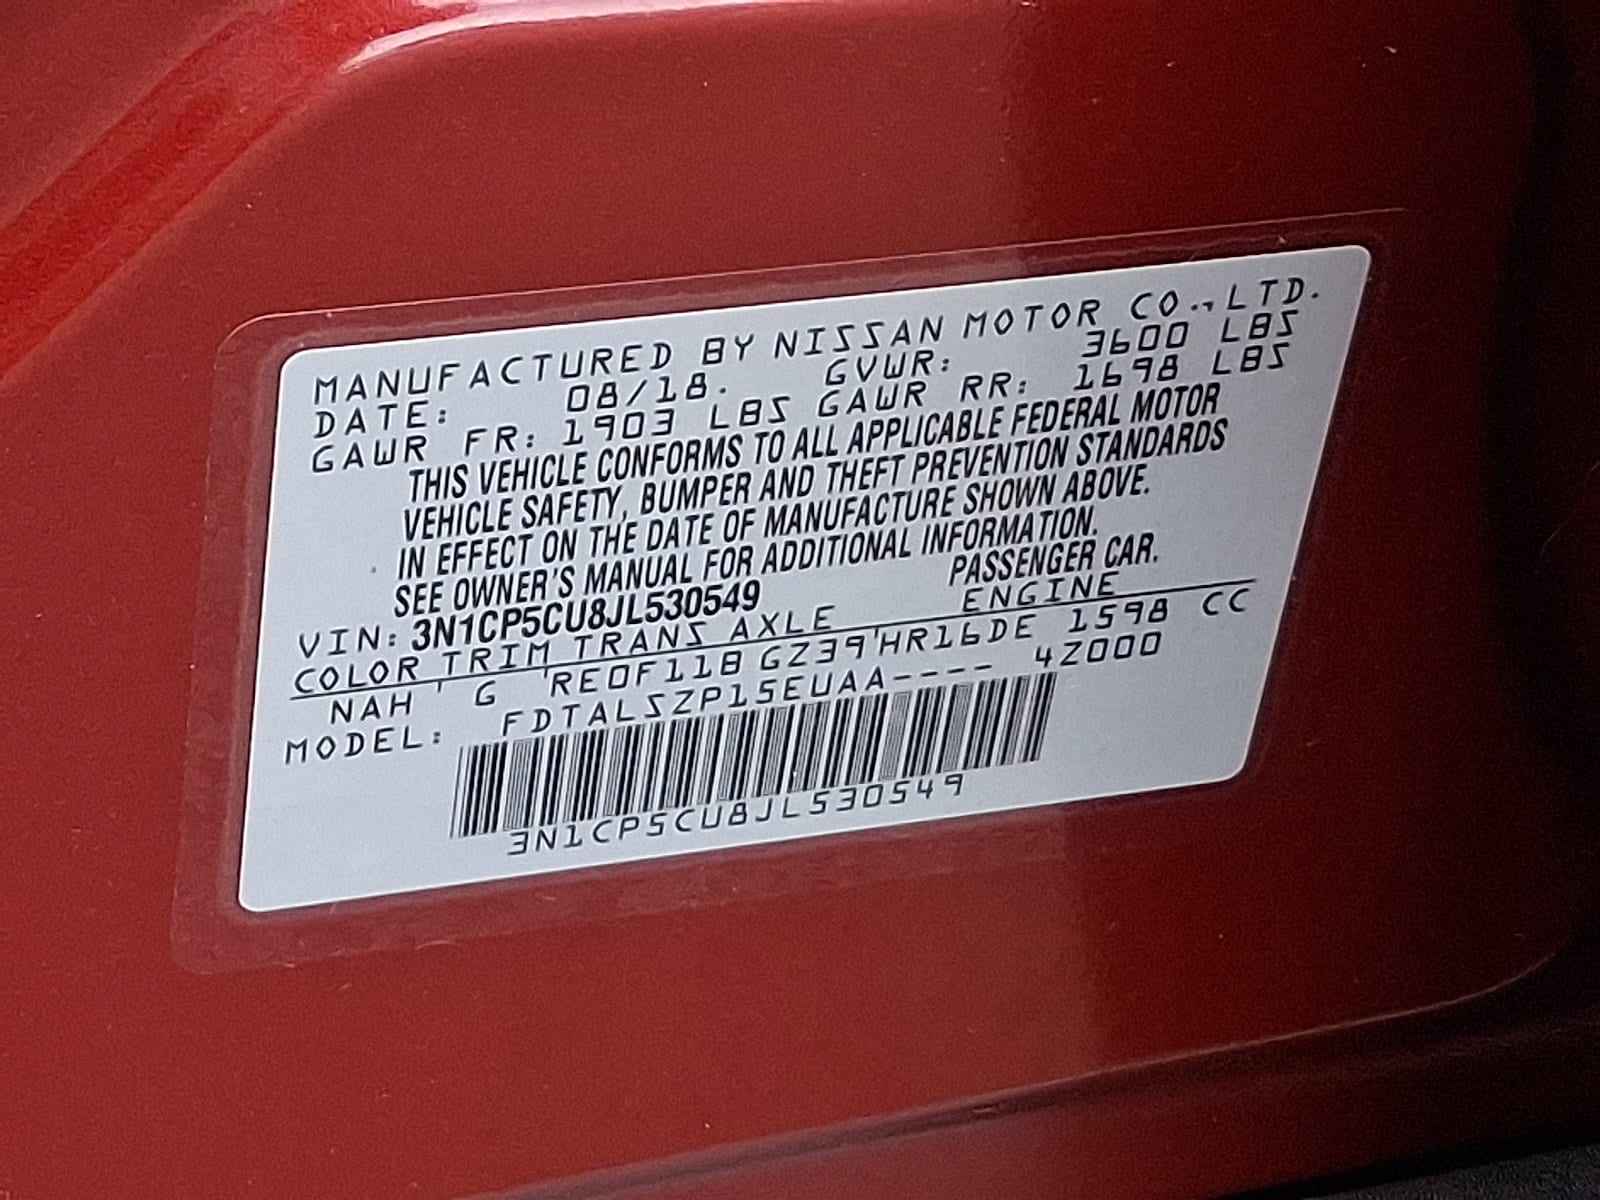 MANUFACTURED BY NISSAN MOTOR CO., LTD.
DATE: 08/18. GVWR: 3600 LBS
GAWR FR: 1903 LBS GAWR RR: 1698 LBS
THIS VEHICLE CONFORMS TO ALL APPLICABLE FEDERAL MOTOR
VEHICLE SAFETY, BUMPER AND THEFT PREVENTION STANDARDS
IN EFFECT ON THE DATE OF MANUFACTURE SHOWN ABOVE.
SEE OWNER'S MANUAL FOR ADDITIONAL INFORMATION.
VIN: 3N1CP5CU8JL530549 PASSENGER CAR.
COLOR TRIM TRANS AXLE ENGINE
NAH G RE0F11B GZ39 HR16DE 1598 CC
MODEL: FDTALSZP15EUAA---- 4Z000
3N1CP5CU8JL530549